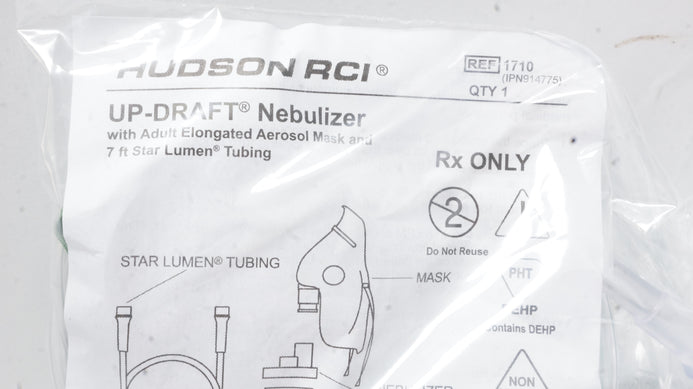 HUDSON RCI®
REF 1710
(IPN914775)
QTY 1
UP-DRAFT® Nebulizer
with Adult Elongated Aerosol Mask and
7 ft Star Lumen® Tubing
Rx ONLY
2
!
Do Not Reuse
STAR LUMEN® TUBING
MASK
PHT
DEHP
Contains DEHP
NON